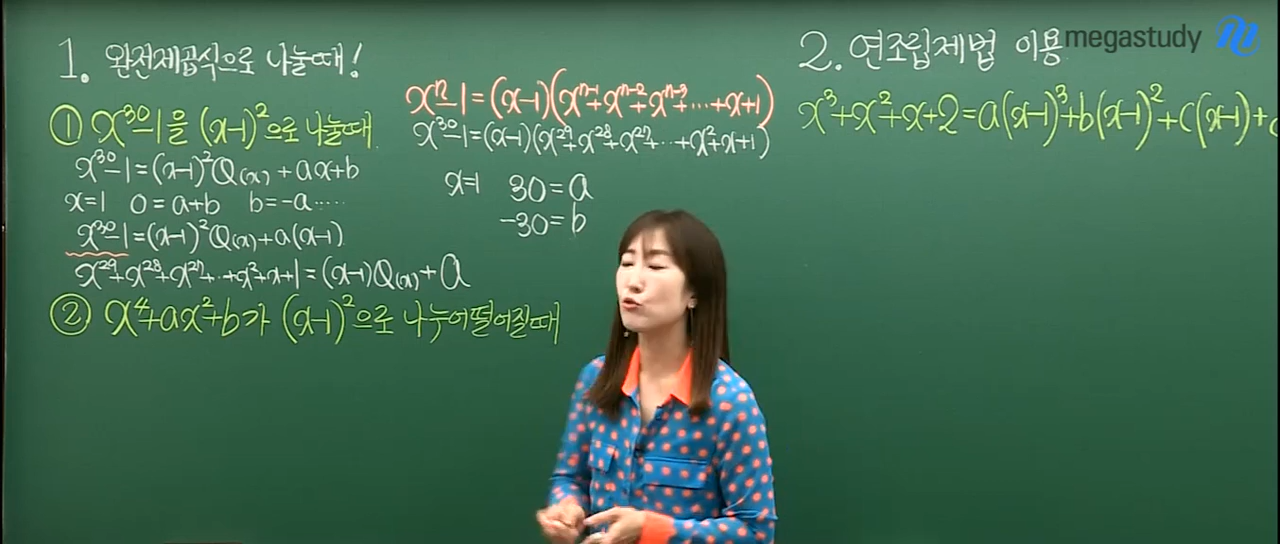 1. 완전제곱식으로 나눌때!
① x³⁰-1을 (x-1)²으로 나눌때
x³⁰-1=(x-1)²Q(x)+ax+b
x=1 0=a+b b=-a.....
x³⁰-1=(x-1)²Q(x)+a(x-1)
x²⁹+x²⁸+x²⁷+...+x²+x+1=(x-1)Q(x)+a
② x⁴+ax²+b가 (x-1)²으로 나누어떨어질때
xⁿ-1=(x-1)(xⁿ⁻¹+xⁿ⁻²+xⁿ⁻³+...+x+1)
x³⁰-1=(x-1)(x²⁹+x²⁸+x²⁷+...+x²+x+1)
x=1 30=a
-30=b
2. 연조립제법 이용
x³+x²+x+2=a(x-1)³+b(x-1)²+c(x-1)+
megastudy